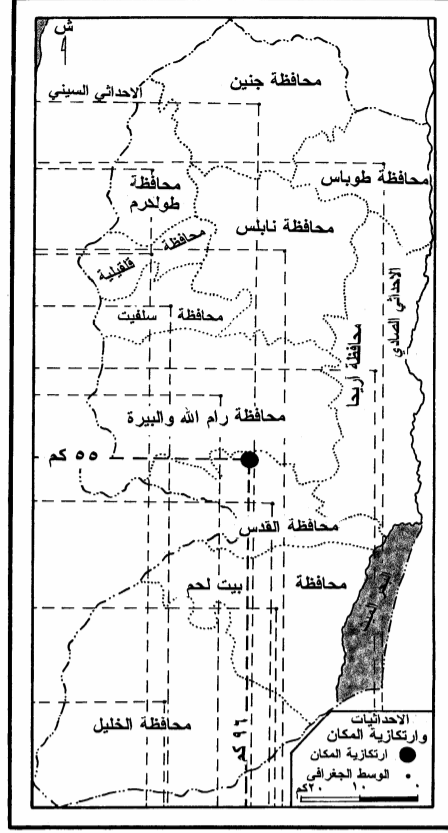 ش
محافظة جنين
الاحداثي السيني
محافظة طوباس
محافظة
طولكرم
محافظة نابلس
محافظة
قلقيلية
الاحداثي الصادي
محافظة سلفيت
محافظة أريحا
محافظة رام الله والبيرة
٥٥ كم
محافظة القدس
محافظة
بيت لحم
البحر الميت
٩٦ كم
محافظة الخليل
الاحداثيات
وارتكازية المكان
ارتكازية المكان
الوسط الجغرافي
٢٠كم ١٠ ٠